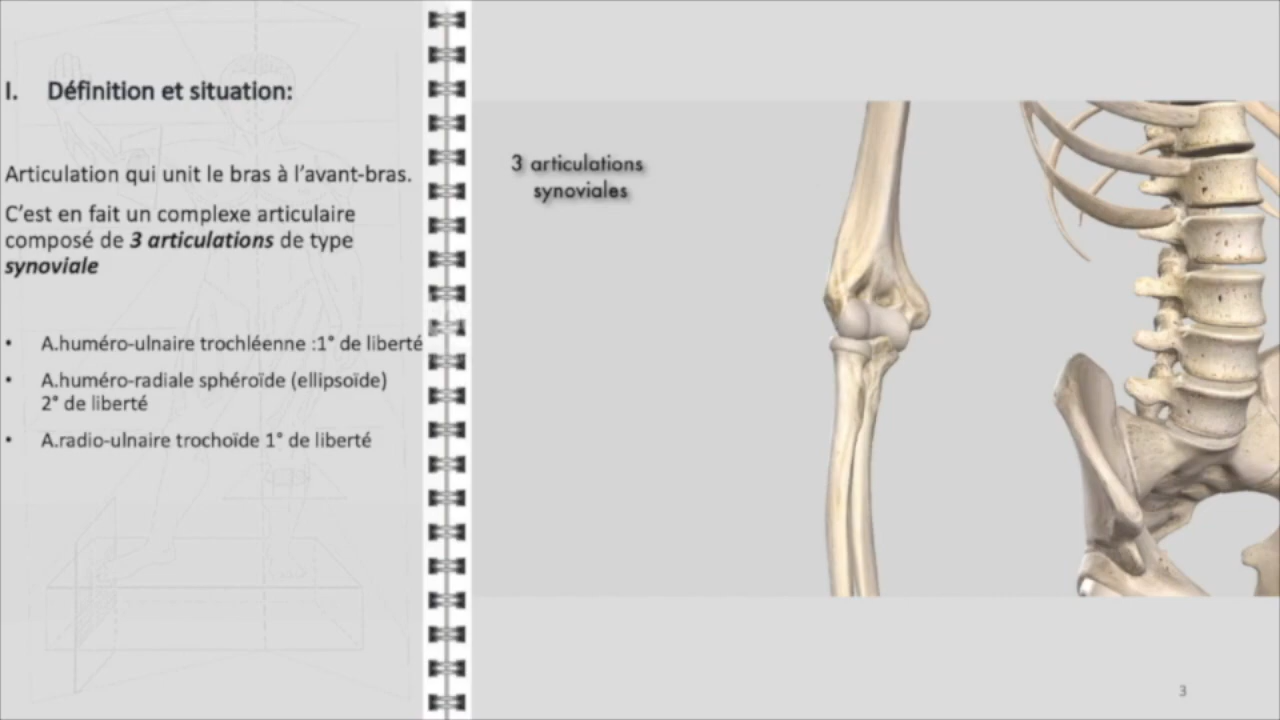 I. Définition et situation:
Articulation qui unit le bras à l'avant-bras.
C'est en fait un complexe articulaire
composé de 3 articulations de type
synoviale
• A.huméro-ulnaire trochléenne :1° de liberté
• A.huméro-radiale sphéroïde (ellipsoïde)
2° de liberté
• A.radio-ulnaire trochoïde 1° de liberté
3 articulations
synoviales
3